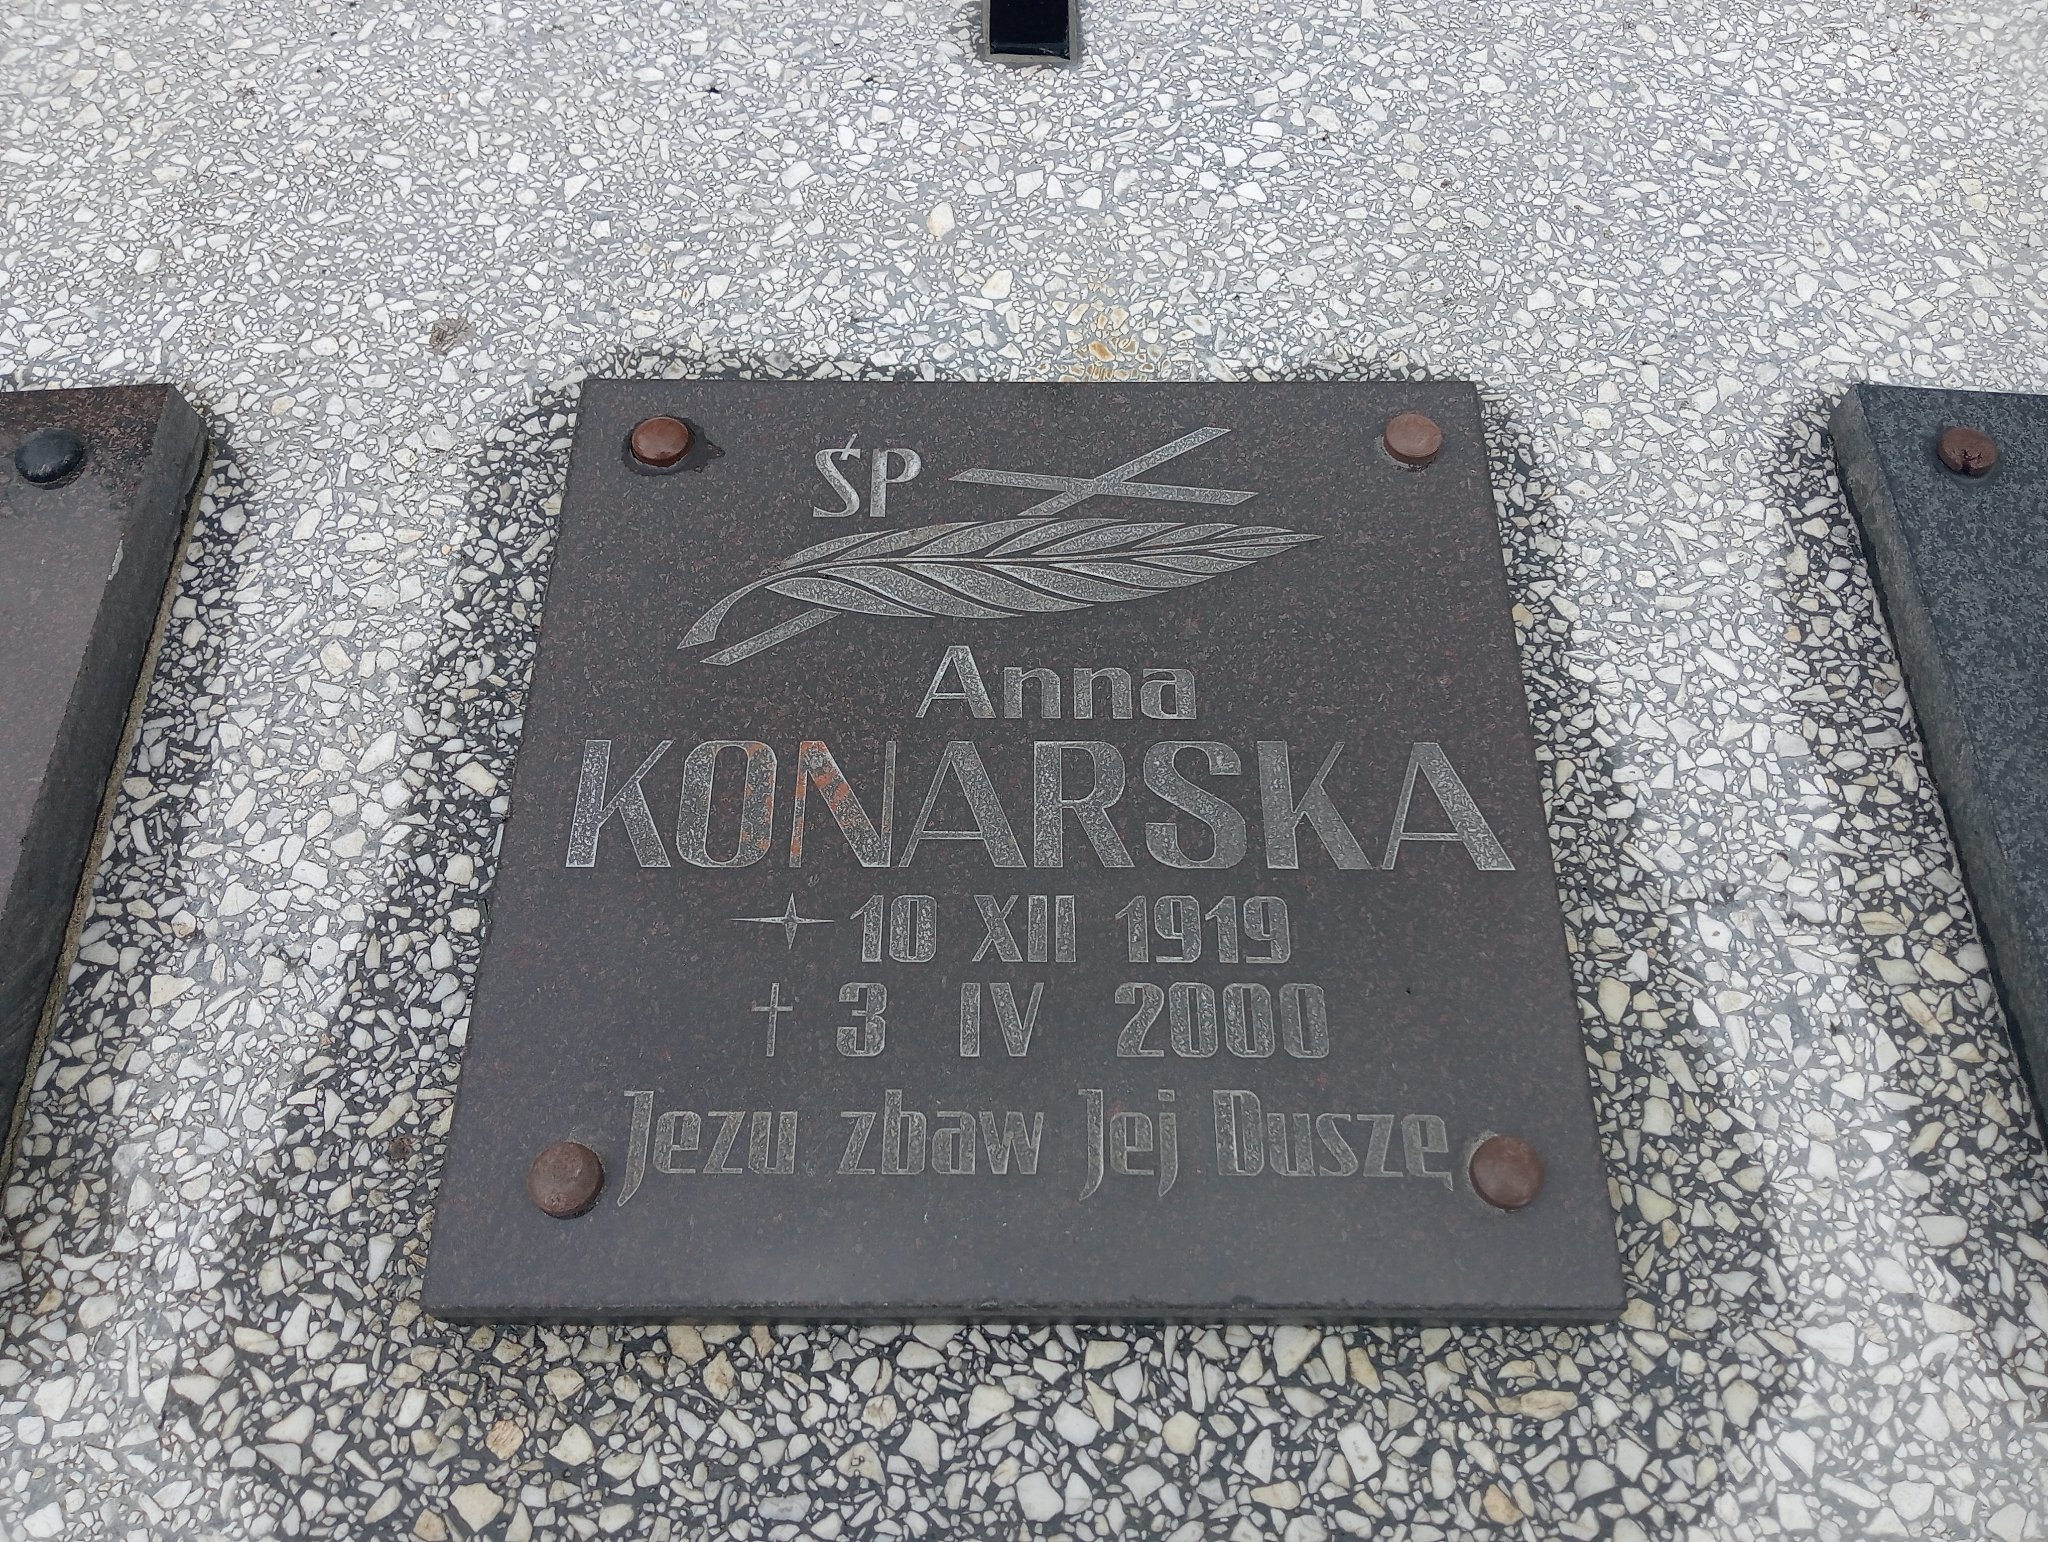 ŚP
Anna
KONARSKA
10 XII 1919
† 3 IV 2000
Jezu zbaw Jej Duszę